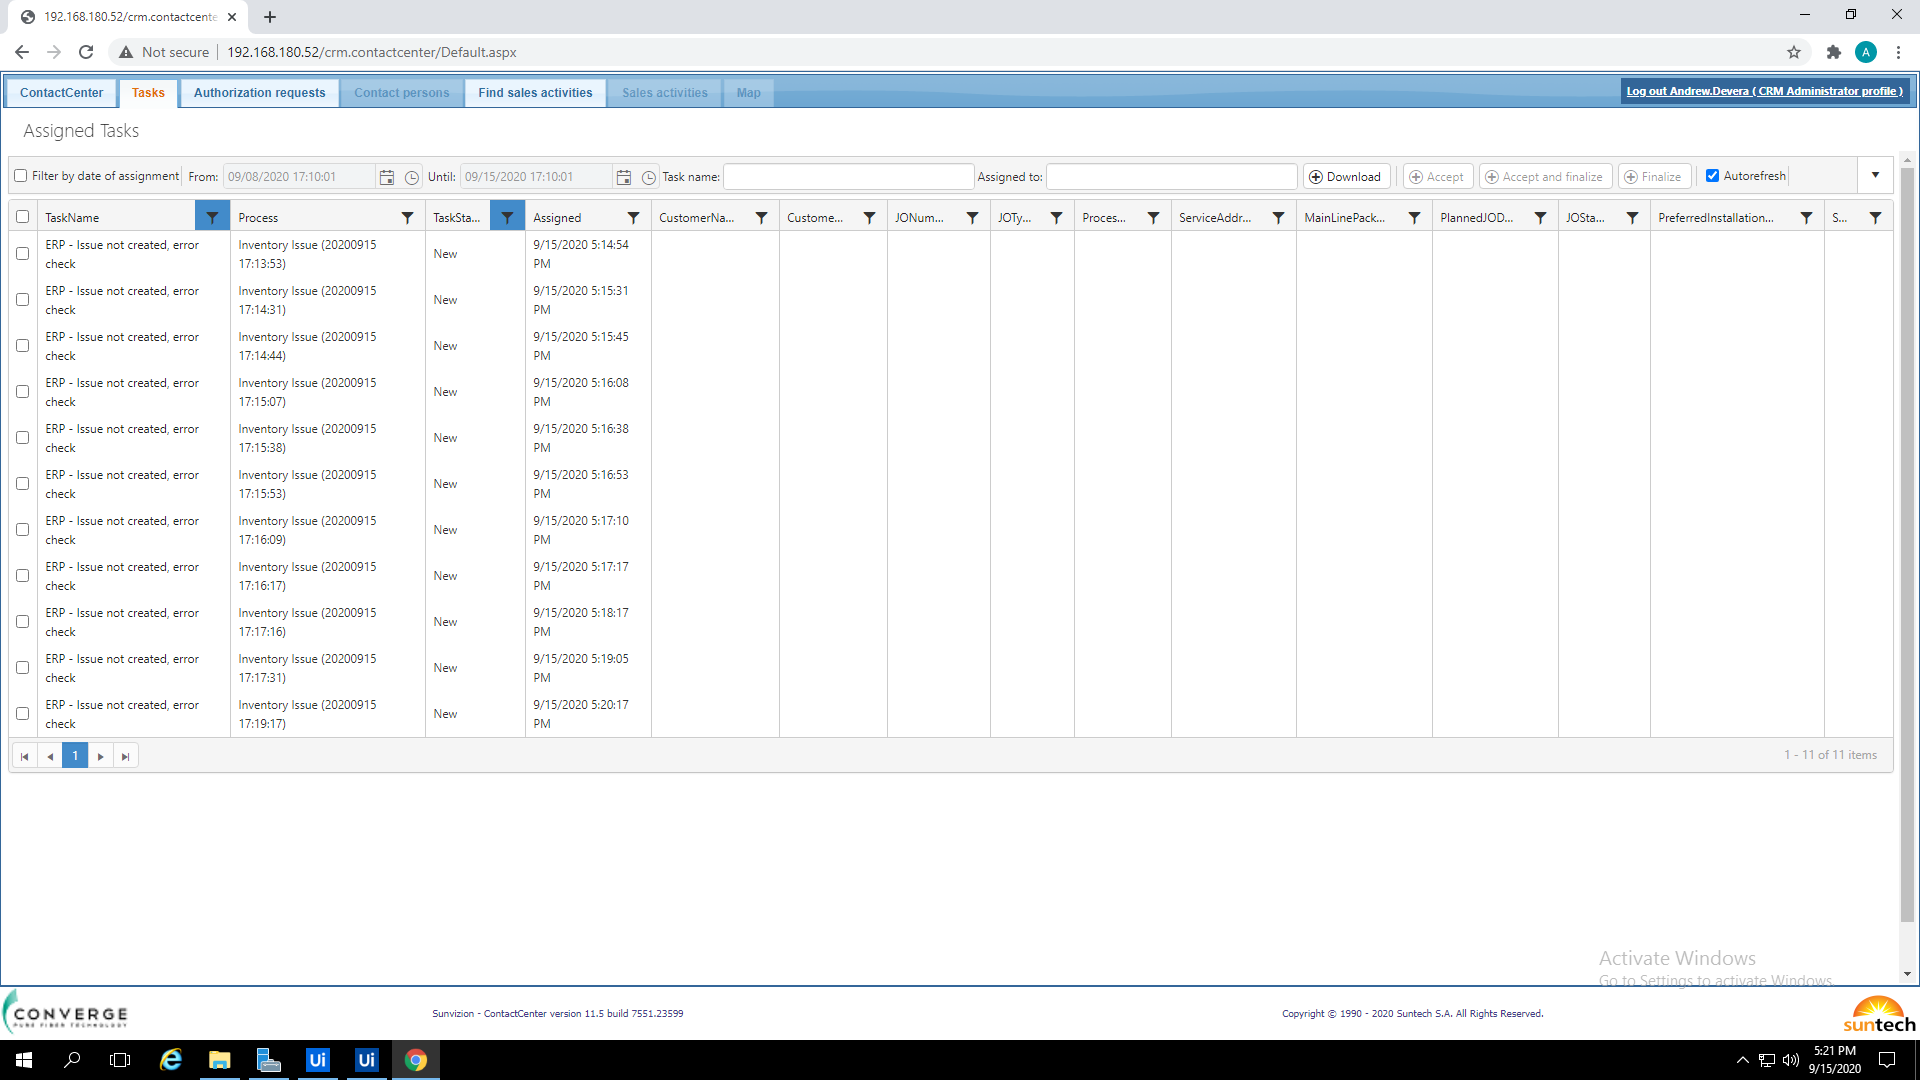 192.168.180.52/crm.contactcente
Not secure
192.168.180.52/crm.contactcenter/Default.aspx
A
ContactCenter
Tasks
Authorization requests
Contact persons
Find sales activities
Sales activities
Map
Log out Andrew.Devera ( CRM Administrator profile )
Assigned Tasks
Filter by date of assignment From: 09/08/2020 17:10:01 Until: 09/15/2020 17:10:01 Task name: Assigned to: Download Accept Accept and finalize Finalize Autorefresh
TaskName Process TaskSta... Assigned CustomerNa... Custome... JONum... JOTy... Proces... ServiceAddr... MainLinePack... PlannedJOD... JOSta... PreferredInstallation... S...
ERP - Issue not created, error check Inventory Issue (20200915 17:13:53) New 9/15/2020 5:14:54 PM
ERP - Issue not created, error check Inventory Issue (20200915 17:14:31) New 9/15/2020 5:15:31 PM
ERP - Issue not created, error check Inventory Issue (20200915 17:14:44) New 9/15/2020 5:15:45 PM
ERP - Issue not created, error check Inventory Issue (20200915 17:15:07) New 9/15/2020 5:16:08 PM
ERP - Issue not created, error check Inventory Issue (20200915 17:15:38) New 9/15/2020 5:16:38 PM
ERP - Issue not created, error check Inventory Issue (20200915 17:15:53) New 9/15/2020 5:16:53 PM
ERP - Issue not created, error check Inventory Issue (20200915 17:16:09) New 9/15/2020 5:17:10 PM
ERP - Issue not created, error check Inventory Issue (20200915 17:16:17) New 9/15/2020 5:17:17 PM
ERP - Issue not created, error check Inventory Issue (20200915 17:17:16) New 9/15/2020 5:18:17 PM
ERP - Issue not created, error check Inventory Issue (20200915 17:17:31) New 9/15/2020 5:19:05 PM
ERP - Issue not created, error check Inventory Issue (20200915 17:19:17) New 9/15/2020 5:20:17 PM
1
1 - 11 of 11 items
Activate Windows
Go to Settings to activate Windows.
CONVERGE
PURE FIBER TECHNOLOGY
Sunvizion - ContactCenter version 11.5 build 7551.23599
Copyright © 1990 - 2020 Suntech S.A. All Rights Reserved.
suntech
Ui
Ui
5:21 PM
9/15/2020